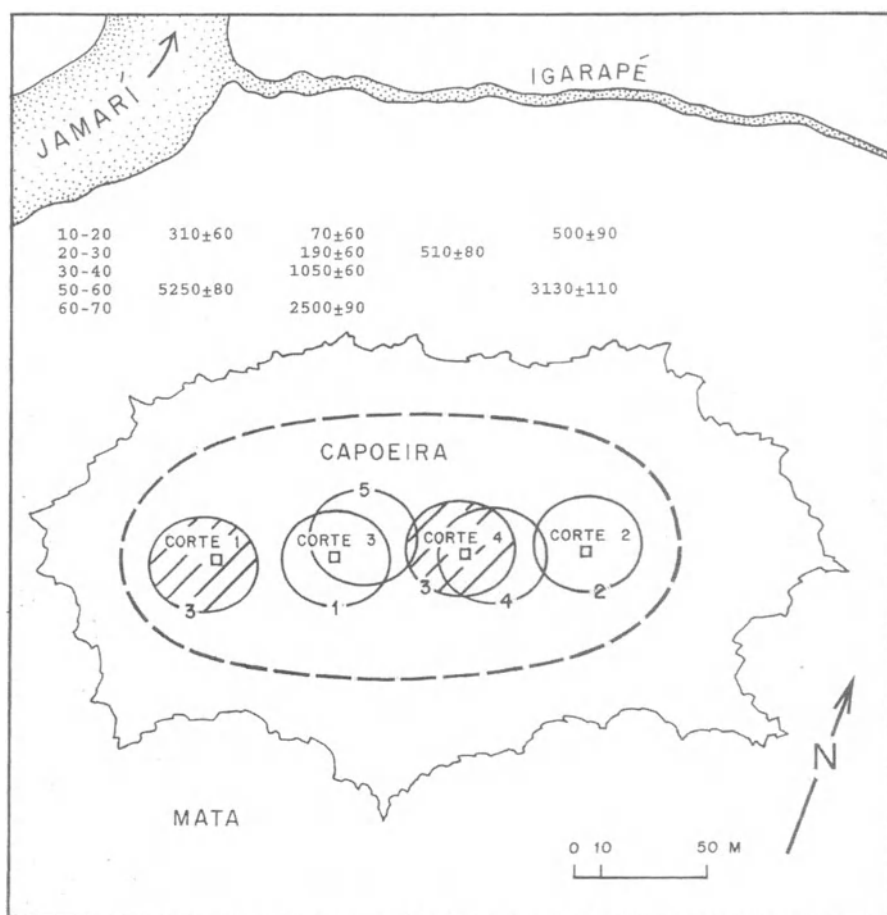 JAMARÍ
IGARAPÉ
10-20 310±60 70±60 500±90
20-30 190±60 510±80
30-40 1050±60
50-60 5250±80 3130±110
60-70 2500±90
CAPOEIRA
5
CORTE 1
CORTE 3
CORTE 4
CORTE 2
3
1
3
4
2
N
MATA
0 10 50 M